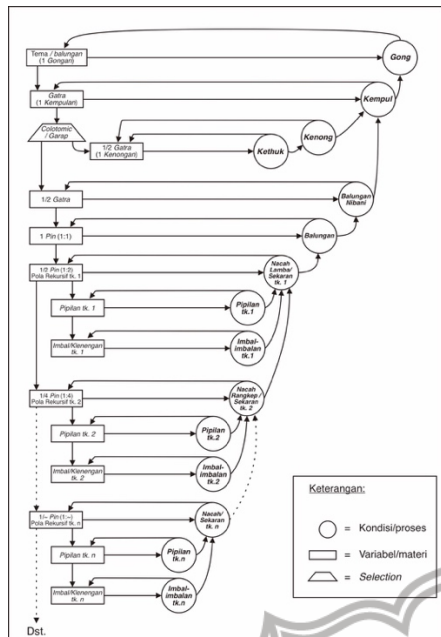 Tema / balungan
(1 Gongan)
Gong
Gatra
(1 Kempulan)
Kempul
Colotomic
/ Garap
1/2 Gatra
(1 Kenongan)
Kethuk
Kenong
1/2 Gatra
Balungan
Nibani
1 Pin (1:1)
Balungan
1/2 Pin (1:2)
Pola Rekursif tk. 1
Nacah
Lamba/
Sekaran
tk. 1
Pipilan tk. 1
Pipilan
tk.1
Imbal/Klenengan
tk. 1
Imbal-
imbalan
tk.1
1/4 Pin (1:4)
Pola Rekursif tk. 2
Nacah
Rangkep /
Sekaran
tk. 2
Pipilan tk. 2
Pipilan
tk.2
Imbal/Klenengan
tk. 2
Imbal-
imbalan
tk.2
1/~ Pin (1:~)
Pola Rekursif tk. n
Nacah/
Sekaran
tk. n
Pipilan tk. n
Pipilan
tk.n
Imbal/Klenengan
tk. n
Imbal-
imbalan
tk.n
Dst.
Keterangan:
= Kondisi/proses
= Variabel/materi
= Selection